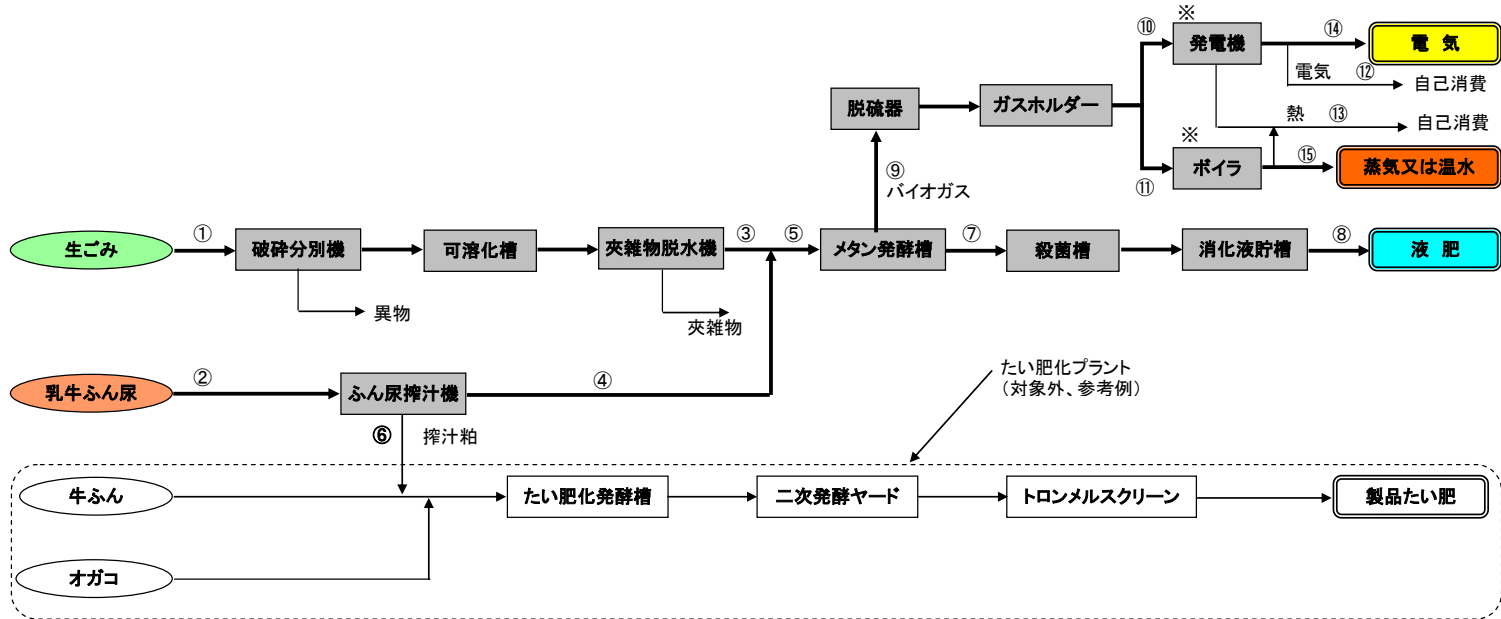 ※
⑩
発電機
⑭
電 気
電気 ⑫
自己消費
脱硫器
ガスホルダー
熱 ⑬
自己消費
※
⑪
ボイラ
⑮
蒸気又は温水
⑨
バイオガス
生ごみ
①
破砕分別機
可溶化槽
夾雑物脱水機
③
⑤
メタン発酵槽
⑦
殺菌槽
消化液貯槽
⑧
液 肥
異物
夾雑物
乳牛ふん尿
②
ふん尿搾汁機
④
たい肥化プラント
(対象外、参考例)
⑥
搾汁粕
牛ふん
たい肥化発酵槽
二次発酵ヤード
トロンメルスクリーン
製品たい肥
オガコ